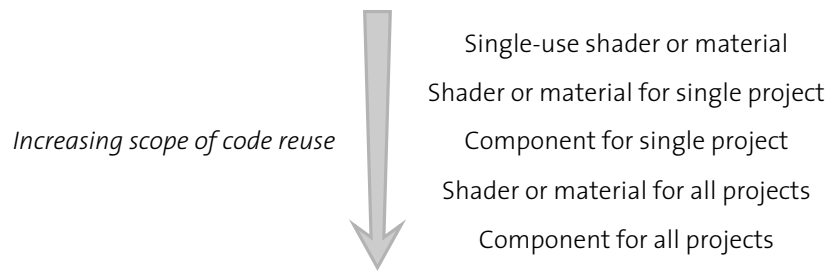 Single-use shader or material
Shader or material for single project
Increasing scope of code reuse
Component for single project
Shader or material for all projects
Component for all projects